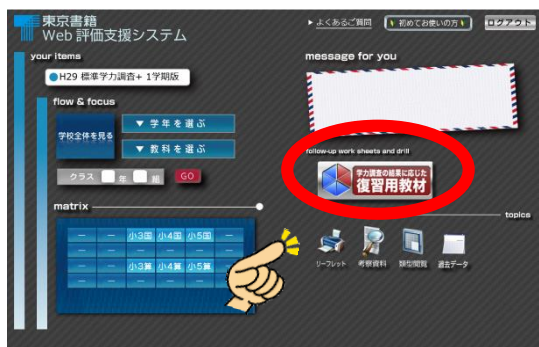 東京書籍
Web 評価支援システム
▶ よくあるご質問
初めてお使いの方
ログアウト
your items
message for you
●H29 標準学力調査+ 1学期版
flow & focus
学校全体を見る
▼ 学年を選ぶ
▼ 教科を選ぶ
クラス 年 組 GO
follow-up work sheets and drill
学力調査の結果に応じた
復習用教材
matrix
topics
— — 小3国 小4国 小5国 —
— — — — — —
— — 小3算 小4算 小5算 —
— — — — — —
リーフレット 考察資料 類型閲覧 過去データ